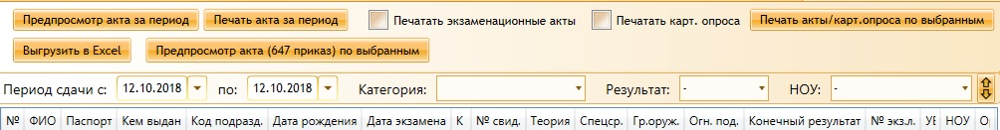 Предпросмотр акта за период Печать акта за период Печатать экзаменационные акты Печатать карт. опроса Печать акты/карт.опроса по выбранным
Выгрузить в Excel Предпросмотр акта (647 приказ) по выбранным
Период сдачи с: 12.10.2018 по: 12.10.2018 Категория: Результат: - НОУ: -
№ ФИО Паспорт Кем выдан Код подразд. Дата рождения Дата экзамена К № свид. Теория Спецср. Гр.оруж. Огн. под. Конечный результат № экз.л. НОУ